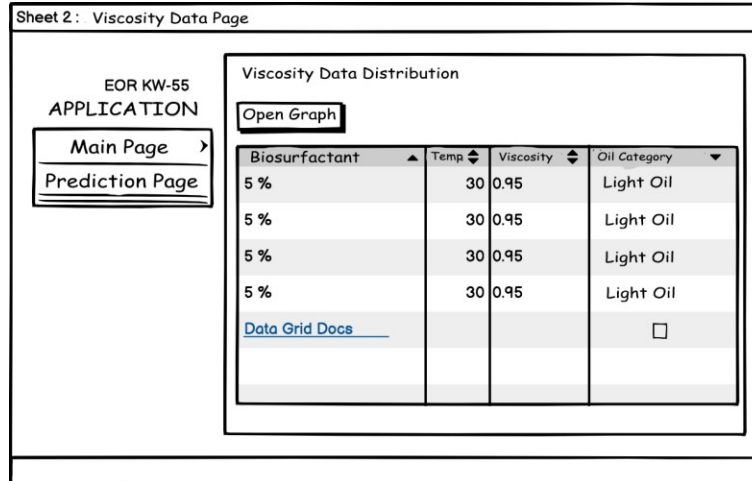 Sheet 2 : Viscosity Data Page
EOR KW-55
APPLICATION
Main Page >
Prediction Page
Viscosity Data Distribution
Open Graph
Biosurfactant Temp Viscosity Oil Category
5 % 30 0.95 Light Oil
5 % 30 0.95 Light Oil
5 % 30 0.95 Light Oil
5 % 30 0.95 Light Oil
Data Grid Docs